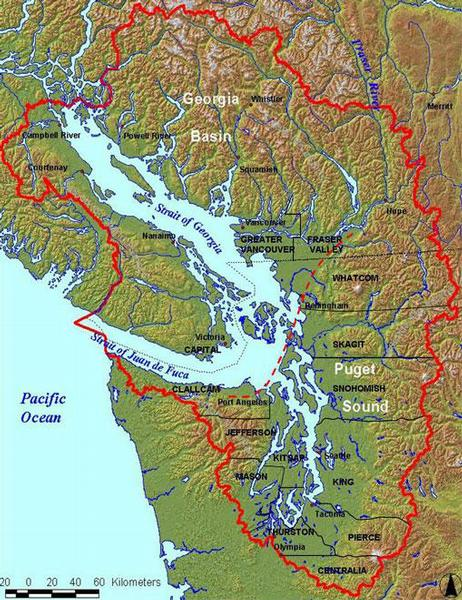 Georgia
Basin
Whistler
Fraser River
Merritt
Campbell River
Powell River
Courtenay
Squamish
Strait of Georgia
Hope
Nanaimo
Vancouver
GREATER
VANCOUVER
FRASER
VALLEY
WHATCOM
Bellingham
Victoria
CAPITAL
SKAGIT
Strait of Juan de Fuca
Puget
Sound
CLALLCAM
SNOHOMISH
Port Angeles
Pacific
Ocean
JEFFERSON
KITSAP
Seattle
MASON
KING
Tacoma
THURSTON
PIERCE
Olympia
CENTRALIA
20 0 20 40 60 Kilometers
N